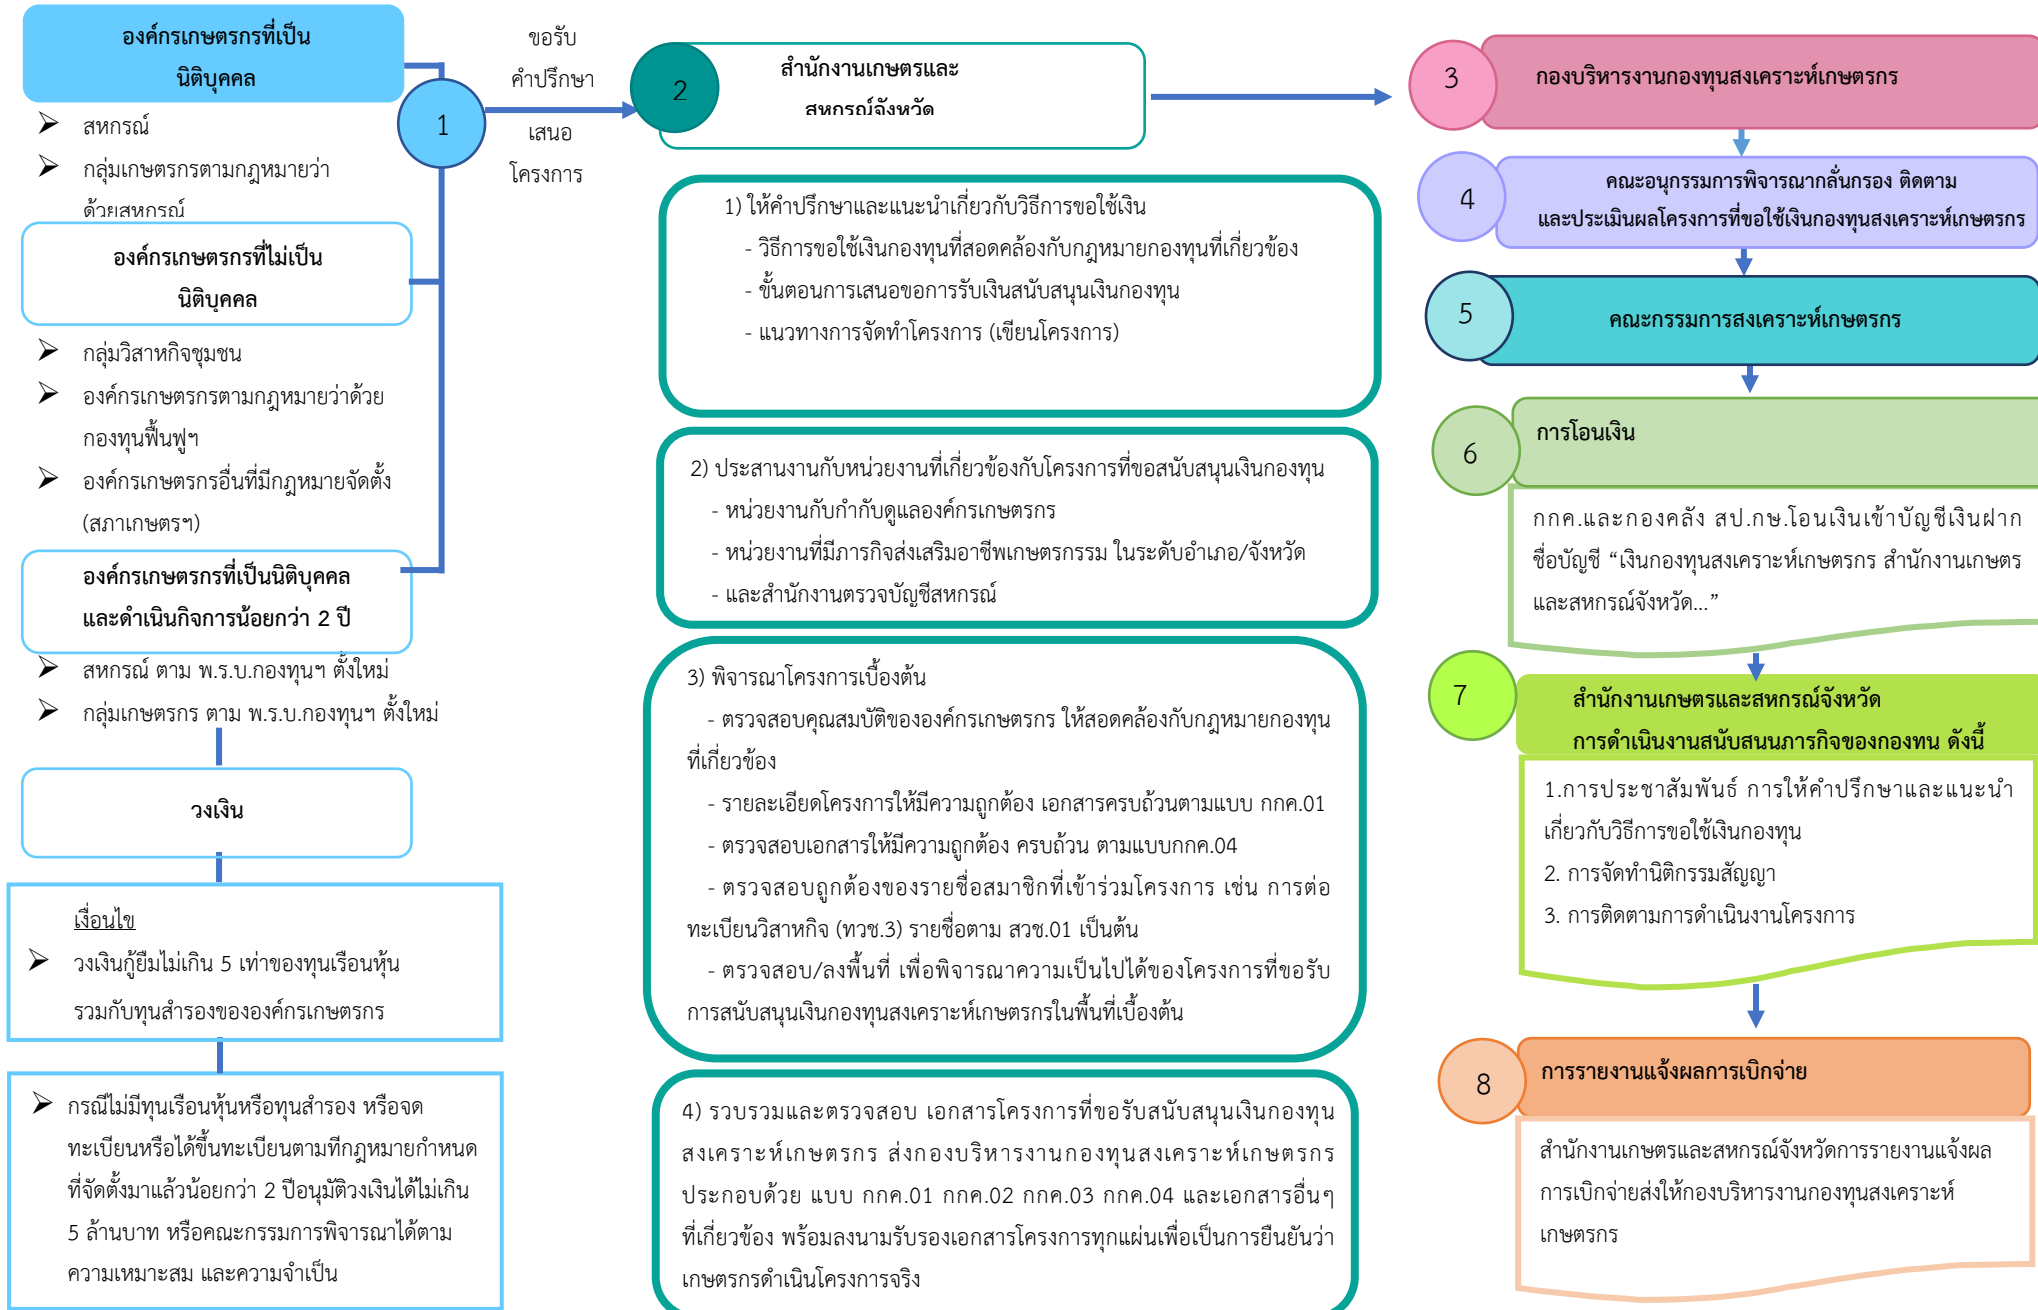 องค์กรเกษตรกรที่เป็น
นิติบุคคล
สหกรณ์
กลุ่มเกษตรกรตามกฎหมายว่า
ด้วยสหกรณ์
องค์กรเกษตรกรที่ไม่เป็น
นิติบุคคล
กลุ่มวิสาหกิจชุมชน
องค์กรเกษตรกรตามกฎหมายว่าด้วย
กองทุนฟื้นฟูฯ
องค์กรเกษตรกรอื่นที่มีกฎหมายจัดตั้ง
(สภาเกษตรฯ)
องค์กรเกษตรกรที่เป็นนิติบุคคล
และดำเนินกิจการน้อยกว่า 2 ปี
สหกรณ์ ตาม พ.ร.บ.กองทุนฯ ตั้งใหม่
กลุ่มเกษตรกร ตาม พ.ร.บ.กองทุนฯ ตั้งใหม่
วงเงิน
เงื่อนไข
วงเงินกู้ยืมไม่เกิน 5 เท่าของทุนเรือนหุ้น
รวมกับทุนสำรองขององค์กรเกษตรกร
กรณีไม่มีทุนเรือนหุ้นหรือทุนสำรอง หรือจด
ทะเบียนหรือได้ขึ้นทะเบียนตามที่กฎหมายกำหนด
ที่จัดตั้งมาแล้วน้อยกว่า 2 ปีอนุมัติวงเงินได้ไม่เกิน
5 ล้านบาท หรือคณะกรรมการพิจารณาได้ตาม
ความเหมาะสม และความจำเป็น
1
ขอรับ
คำปรึกษา
เสนอ
โครงการ
2
สำนักงานเกษตรและ
สหกรณ์จังหวัด
1) ให้คำปรึกษาและแนะนำเกี่ยวกับวิธีการขอใช้เงิน
- วิธีการขอใช้เงินกองทุนที่สอดคล้องกับกฎหมายกองทุนที่เกี่ยวข้อง
- ขั้นตอนการเสนอขอการรับเงินสนับสนุนเงินกองทุน
- แนวทางการจัดทำโครงการ (เขียนโครงการ)
2) ประสานงานกับหน่วยงานที่เกี่ยวข้องกับโครงการที่ขอสนับสนุนเงินกองทุน
- หน่วยงานกับกำกับดูแลองค์กรเกษตรกร
- หน่วยงานที่มีภารกิจส่งเสริมอาชีพเกษตรกรรม ในระดับอำเภอ/จังหวัด
- และสำนักงานตรวจบัญชีสหกรณ์
3) พิจารณาโครงการเบื้องต้น
- ตรวจสอบคุณสมบัติขององค์กรเกษตรกร ให้สอดคล้องกับกฎหมายกองทุน
ที่เกี่ยวข้อง
- รายละเอียดโครงการให้มีความถูกต้อง เอกสารครบถ้วนตามแบบ กกค.01
- ตรวจสอบเอกสารให้มีความถูกต้อง ครบถ้วน ตามแบบกกค.04
- ตรวจสอบถูกต้องของรายชื่อสมาชิกที่เข้าร่วมโครงการ เช่น การต่อ
ทะเบียนวิสาหกิจ (ทวช.3) รายชื่อตาม สวช.01 เป็นต้น
- ตรวจสอบ/ลงพื้นที่ เพื่อพิจารณาความเป็นไปได้ของโครงการที่ขอรับ
การสนับสนุนเงินกองทุนสงเคราะห์เกษตรกรในพื้นที่เบื้องต้น
4) รวบรวมและตรวจสอบ เอกสารโครงการที่ขอรับสนับสนุนเงินกองทุน
สงเคราะห์เกษตรกร ส่งกองบริหารงานกองทุนสงเคราะห์เกษตรกร
ประกอบด้วย แบบ กกค.01 กกค.02 กกค.03 กกค.04 และเอกสารอื่นๆ
ที่เกี่ยวข้อง พร้อมลงนามรับรองเอกสารโครงการทุกแผ่นเพื่อเป็นการยืนยันว่า
เกษตรกรดำเนินโครงการจริง
3
กองบริหารงานกองทุนสงเคราะห์เกษตรกร
4
คณะอนุกรรมการพิจารณากลั่นกรอง ติดตาม
และประเมินผลโครงการที่ขอใช้เงินกองทุนสงเคราะห์เกษตรกร
5
คณะกรรมการสงเคราะห์เกษตรกร
6
การโอนเงิน
กกค.และกองคลัง สป.กษ.โอนเงินเข้าบัญชีเงินฝาก
ชื่อบัญชี “เงินกองทุนสงเคราะห์เกษตรกร สำนักงานเกษตร
และสหกรณ์จังหวัด...”
7
สำนักงานเกษตรและสหกรณ์จังหวัด
การดำเนินงานสนับสนุนภารกิจของกองทุน ดังนี้
1.การประชาสัมพันธ์ การให้คำปรึกษาและแนะนำ
เกี่ยวกับวิธีการขอใช้เงินกองทุน
2. การจัดทำนิติกรรมสัญญา
3. การติดตามการดำเนินงานโครงการ
8
การรายงานแจ้งผลการเบิกจ่าย
สำนักงานเกษตรและสหกรณ์จังหวัดการรายงานแจ้งผล
การเบิกจ่ายส่งให้กองบริหารงานกองทุนสงเคราะห์
เกษตรกร